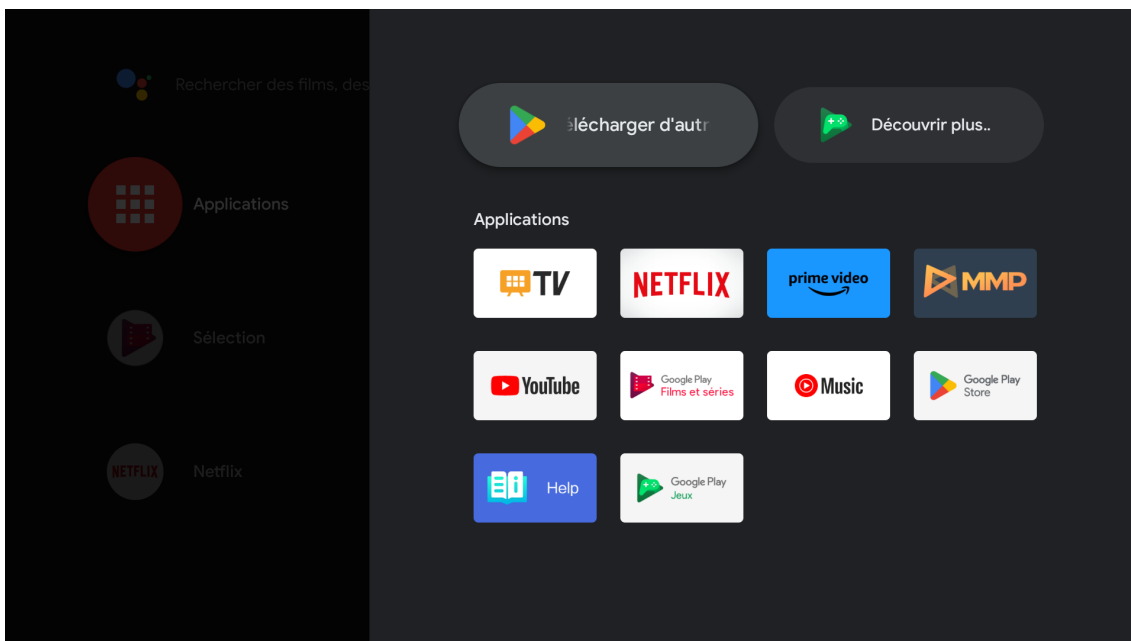 Rechercher des films, des
Applications
Sélection
NETFLIX
Netflix
élécharger d'autr
Découvrir plus..
Applications
TV
NETFLIX
prime video
MMP
YouTube
Google Play
Films et séries
Music
Google Play
Store
Help
Google Play
Jeux